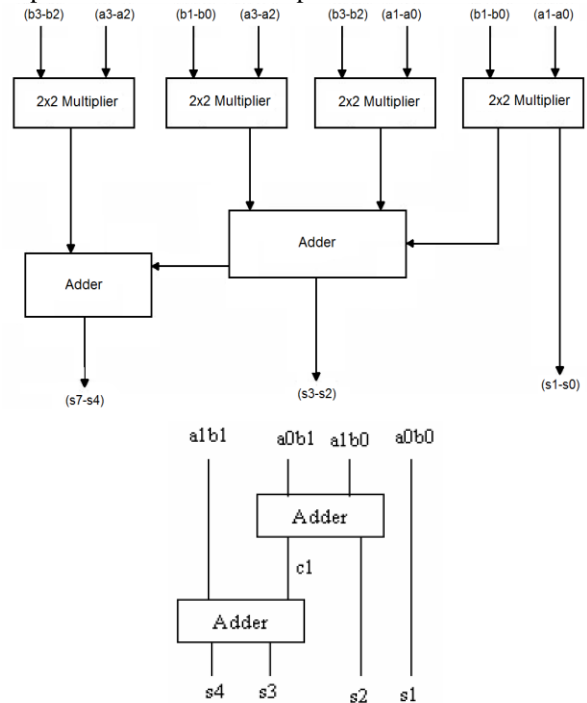 (b3-b2) (a3-a2) (b1-b0) (a3-a2) (b3-b2) (a1-a0) (b1-b0) (a1-a0)
2x2 Multiplier 2x2 Multiplier 2x2 Multiplier 2x2 Multiplier
Adder
Adder
(s7-s4) (s3-s2) (s1-s0)
a1b1 a0b1 a1b0 a0b0
Adder
c1
Adder
s4 s3 s2 s1